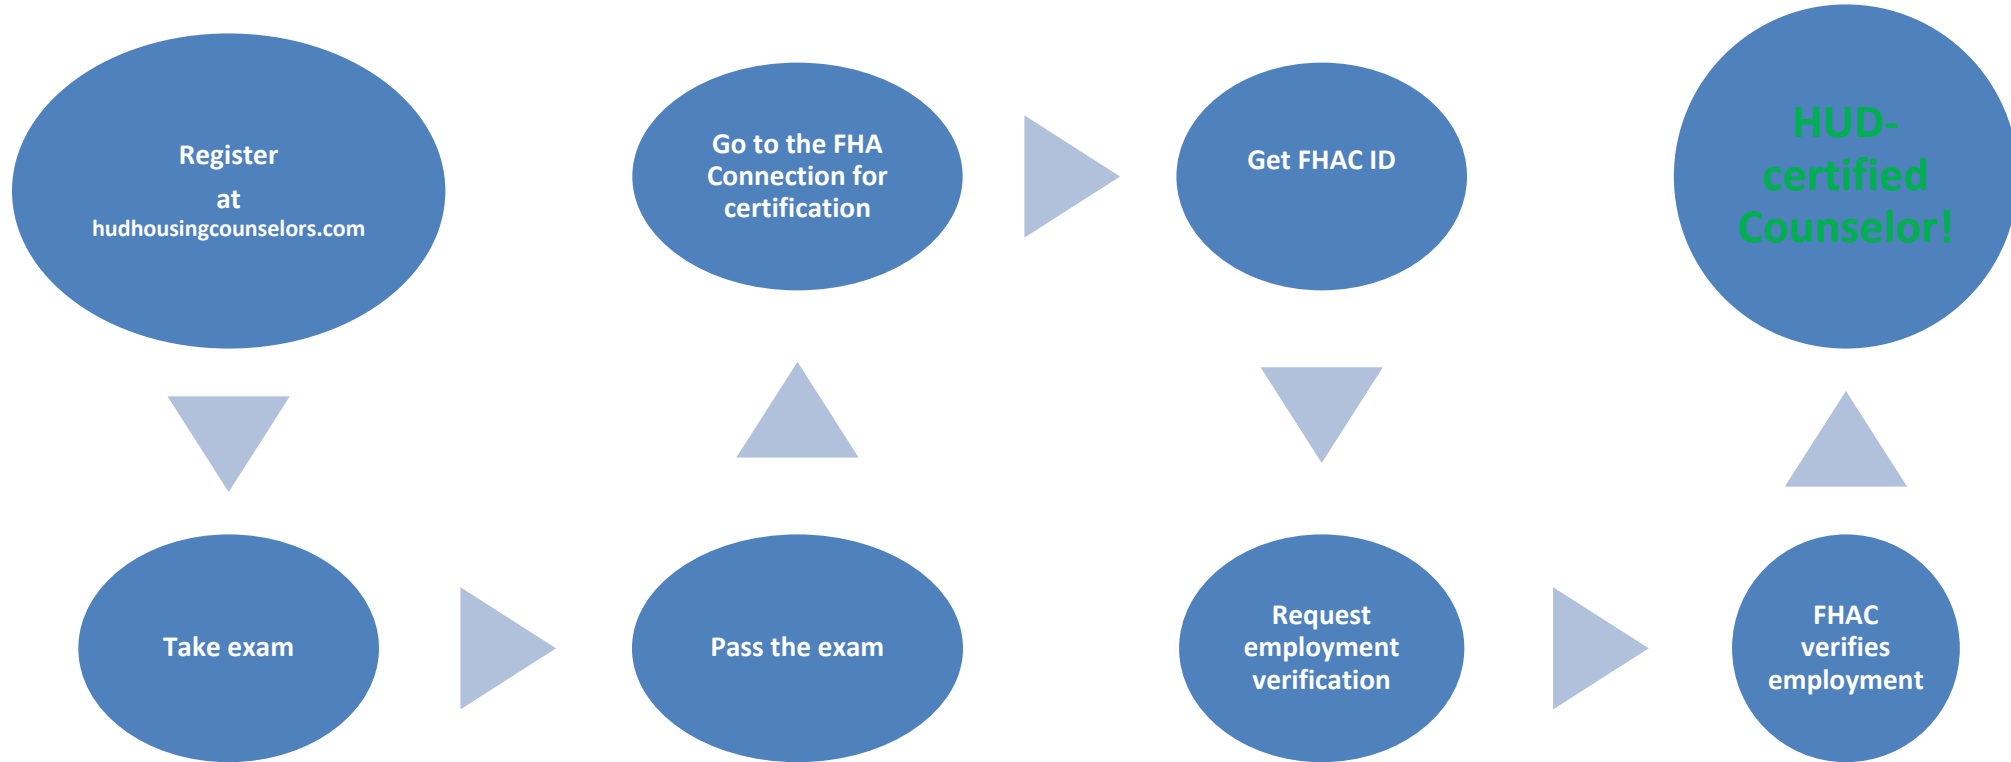 Register
at
hudhousingcounselors.com
Take exam
Pass the exam
Go to the FHA
Connection for
certification
Get FHAC ID
Request
employment
verification
FHAC
verifies
employment
HUD-
certified
Counselor!